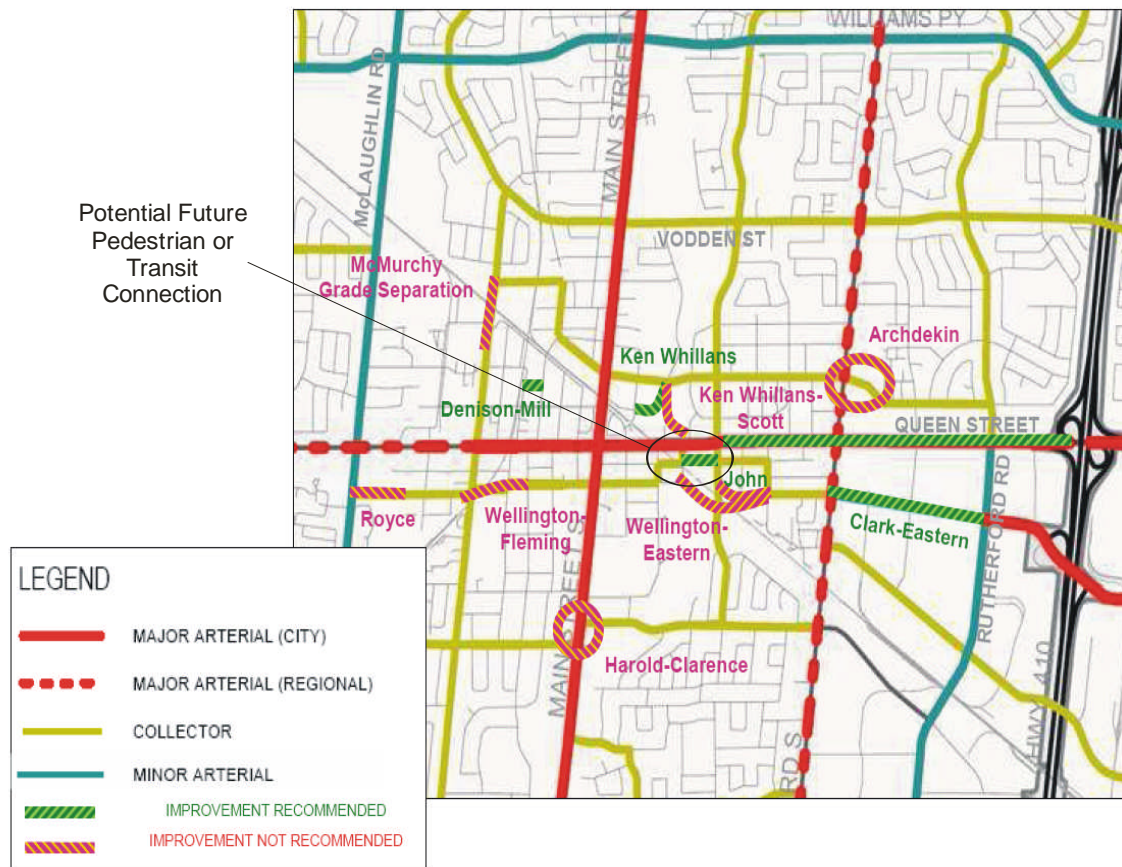 WILLIAMS PY
McLAUGHLIN RD
MAIN STREET N
Potential Future
Pedestrian or
Transit
Connection
VODDEN ST
McMurchy
Grade Separation
Archdekin
Ken Whillans
Ken Whillans-
Scott
Denison-Mill
QUEEN STREET
John
Royce
Wellington-
Fleming
Wellington-
Eastern
Clark-Eastern
RUTHERFORD RD
MAIN STREET S
Harold-Clarence
HWY 410
RD S
LEGEND
MAJOR ARTERIAL (CITY)
MAJOR ARTERIAL (REGIONAL)
COLLECTOR
MINOR ARTERIAL
IMPROVEMENT RECOMMENDED
IMPROVEMENT NOT RECOMMENDED